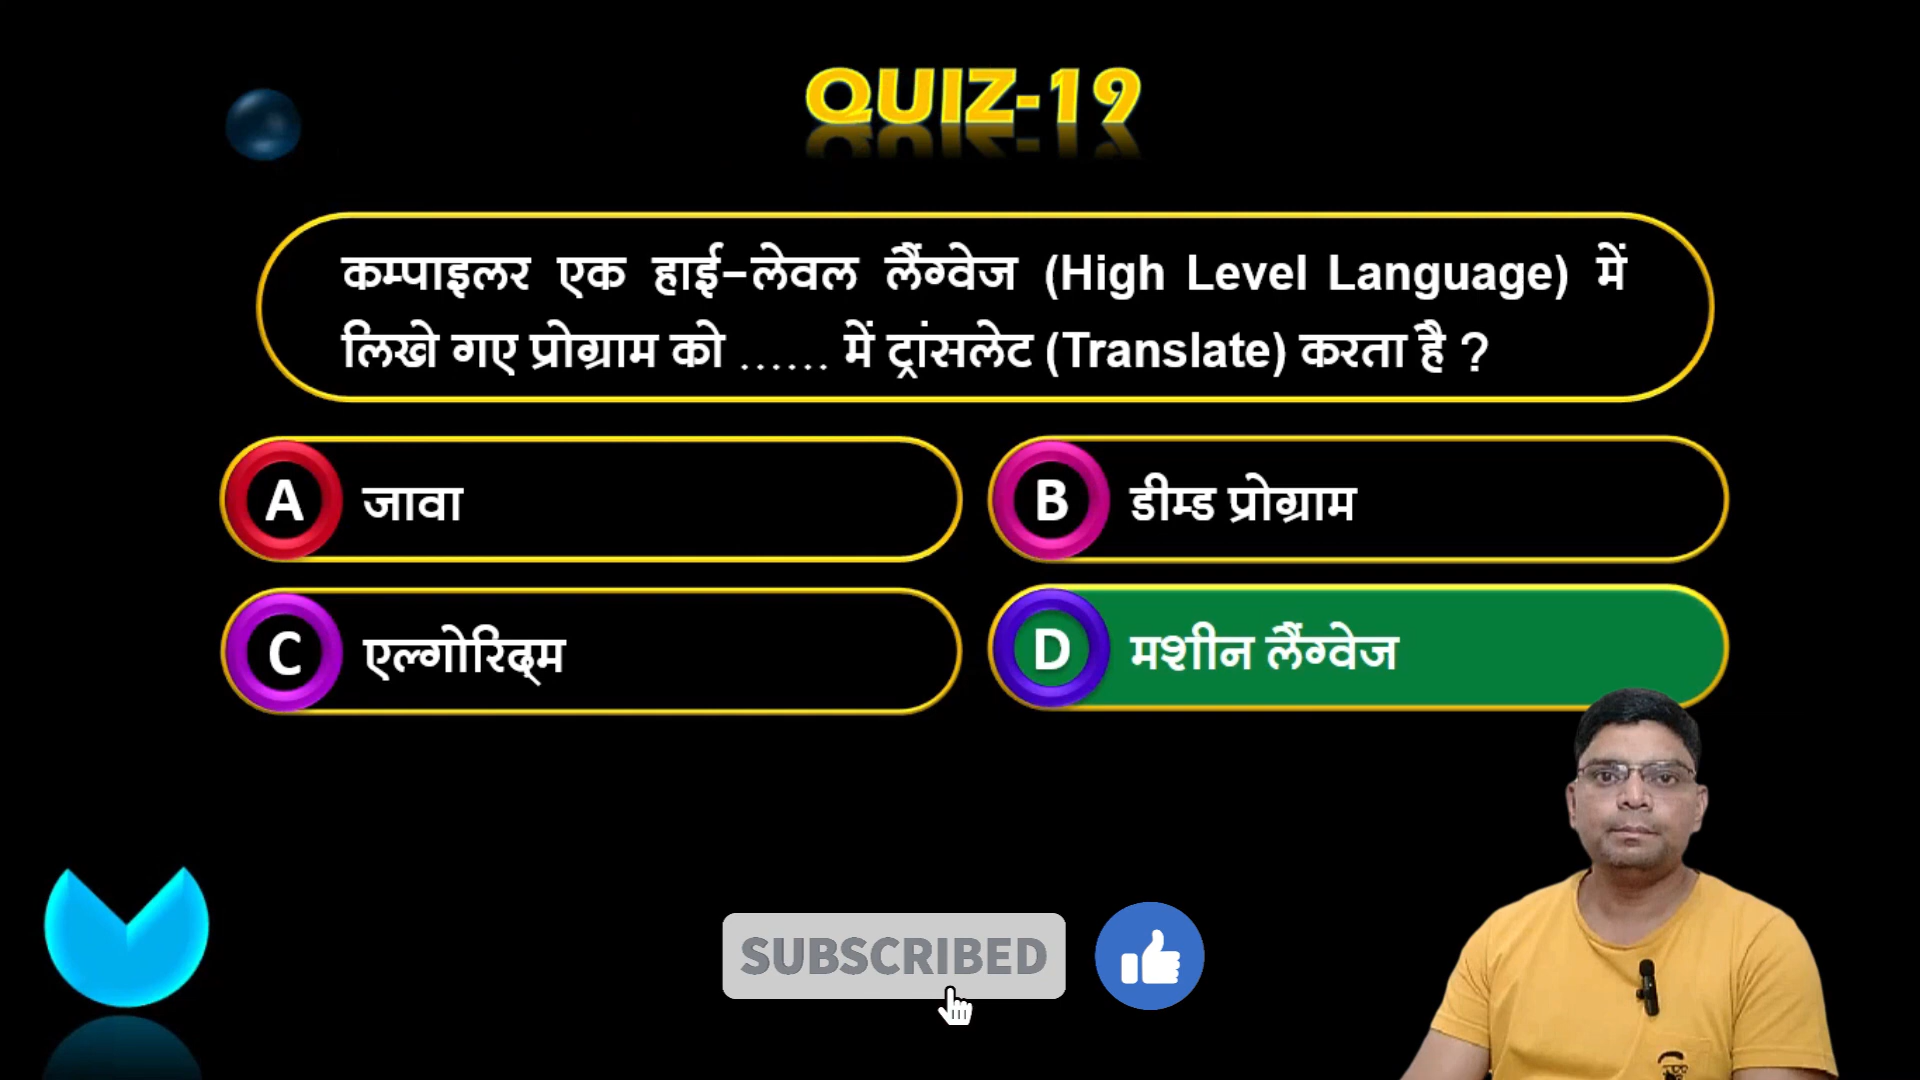 QUIZ-19
कम्पाइलर एक हाई-लेवल लैंग्वेज (High Level Language) में
लिखे गए प्रोग्राम को ...... में ट्रांसलेट (Translate) करता है ?
A जावा
B डीम्ड प्रोग्राम
C एल्गोरिद्म
D मशीन लैंग्वेज
SUBSCRIBED